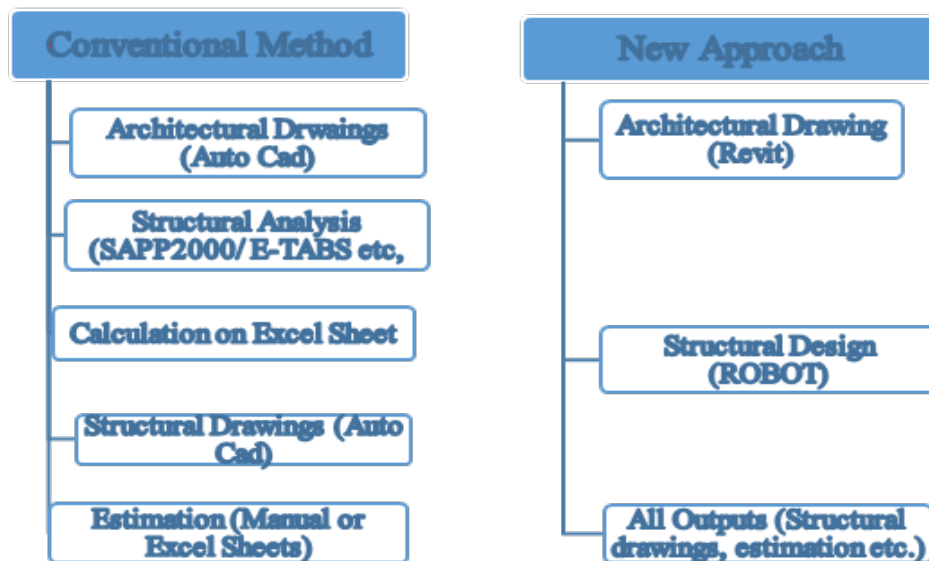 Conventional Method
Architectural Drwaings
(Auto Cad)
Structural Analysis
(SAPP2000/ E-TABS etc,
Calculation on Excel Sheet
Structural Drawings (Auto
Cad)
Estimation (Manual or
Excel Sheets)
New Approach
Architectural Drawing
(Revit)
Structural Design
(ROBOT)
All Outputs (Structural
drawings, estimation etc.)